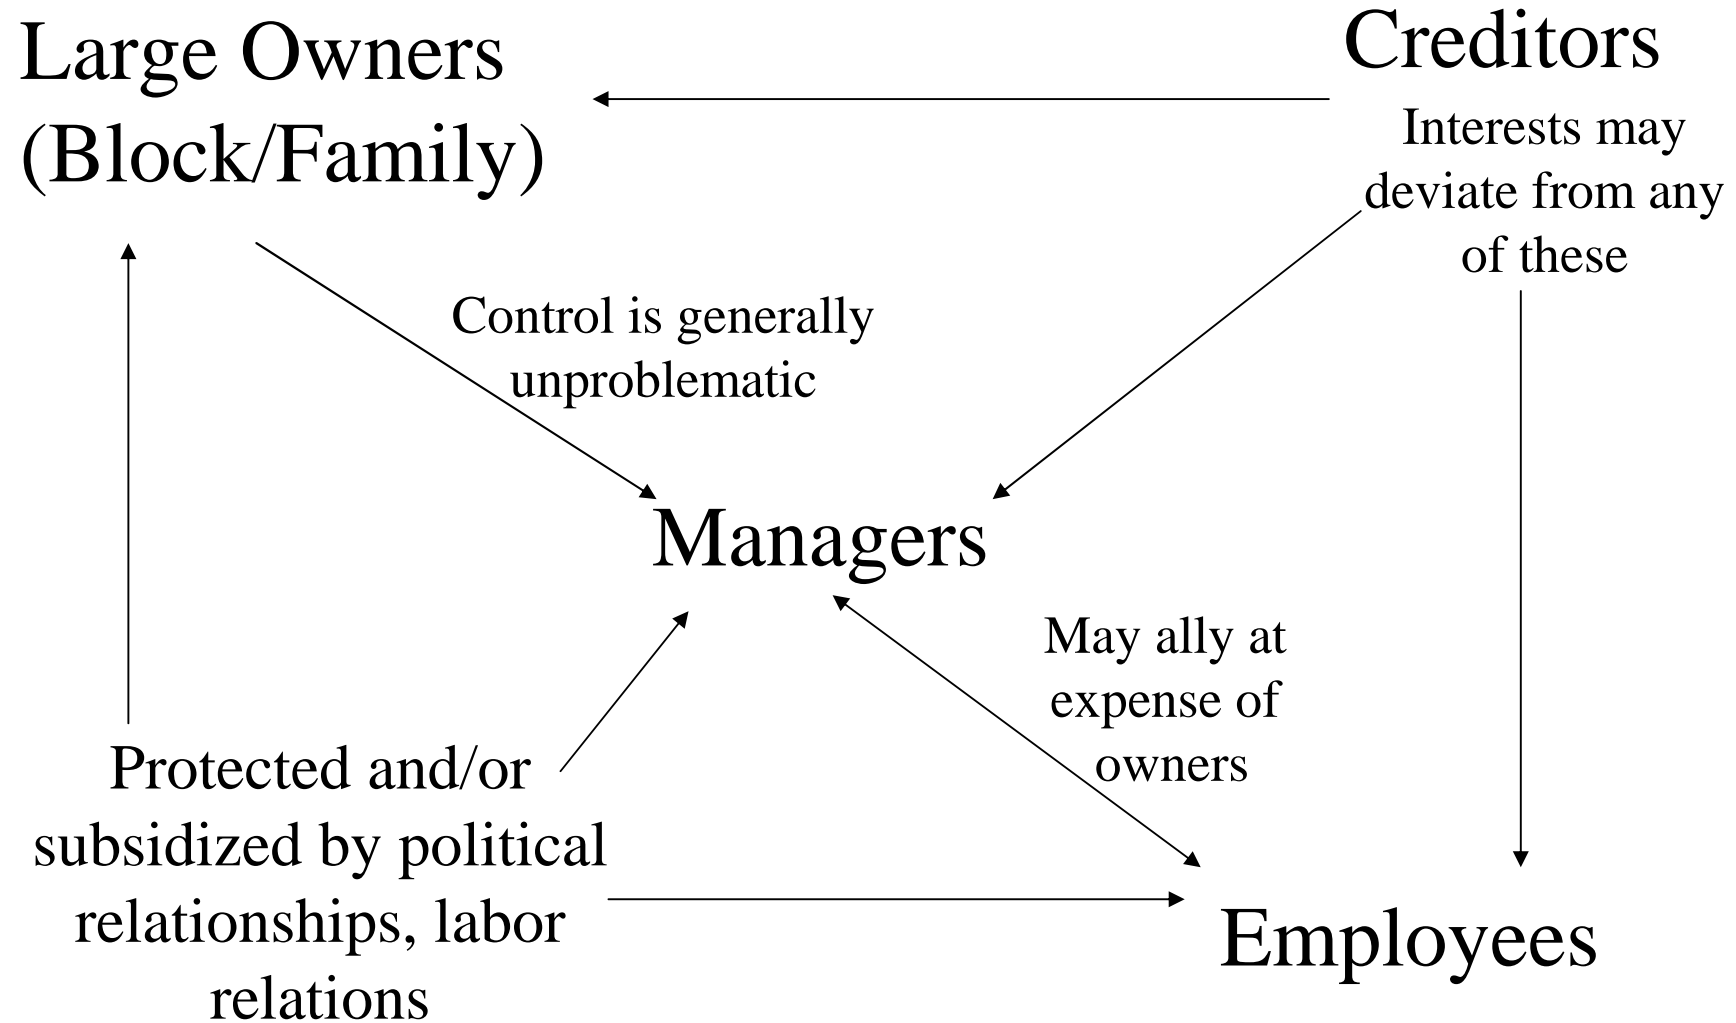 Large Owners
(Block/Family)
Creditors
Interests may
deviate from any
of these
Control is generally
unproblematic
Managers
May ally at
expense of
owners
Protected and/or
subsidized by political
relationships, labor
relations
Employees